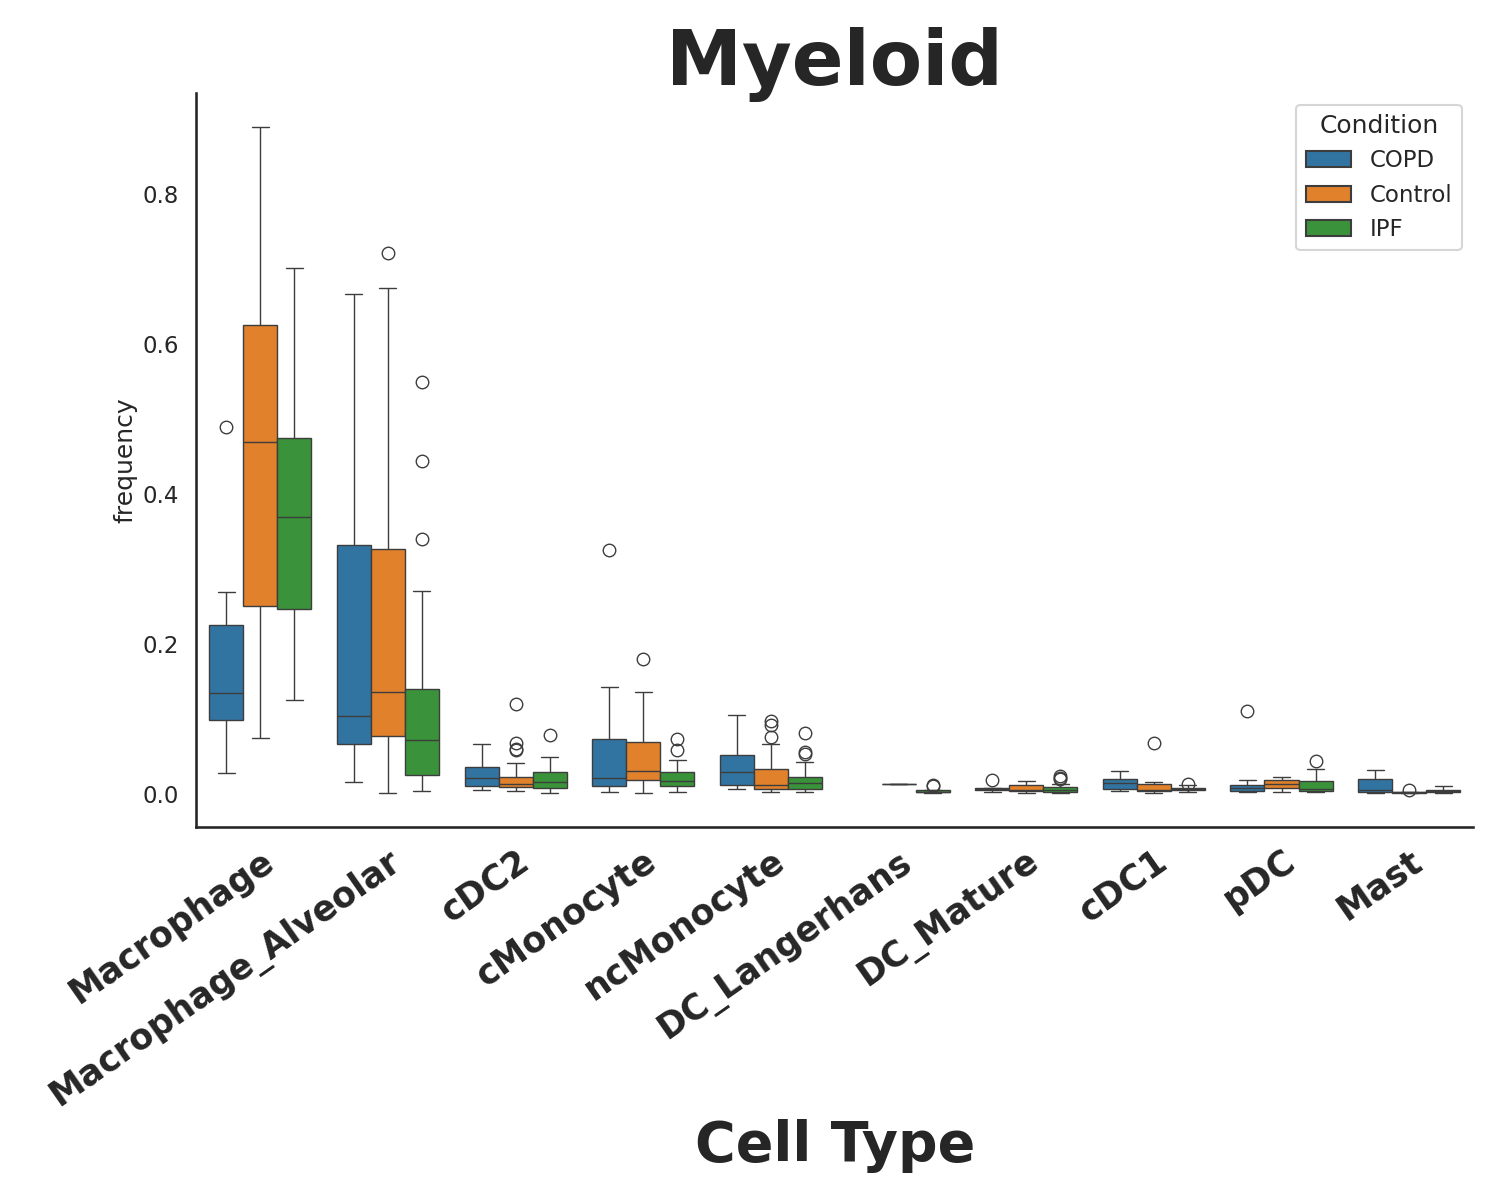 Myeloid
Condition
COPD
Control
IPF
frequency
0.8
0.6
0.4
0.2
0.0
Macrophage
Macrophage_Alveolar
cDC2
cMonocyte
ncMonocyte
DC_Langerhans
DC_Mature
cDC1
pDC
Mast
Cell Type